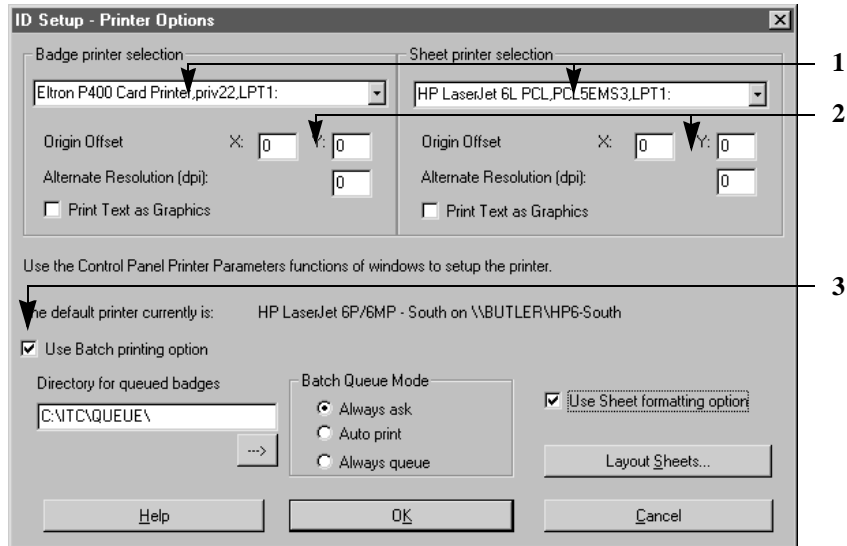 ID Setup - Printer Options
Badge printer selection
Sheet printer selection
1
Eltron P400 Card Printer,priv22,LPT1:
HP LaserJet 6L PCL,PCL5EMS3,LPT1:
2
Origin Offset X: 0 Y: 0
Origin Offset X: 0 Y: 0
Alternate Resolution (dpi): 0
Alternate Resolution (dpi): 0
Print Text as Graphics
Print Text as Graphics
Use the Control Panel Printer Parameters functions of windows to setup the printer.
3
The default printer currently is: HP LaserJet 6P/6MP - South on \\BUTLER\HP6-South
Use Batch printing option
Directory for queued badges
Batch Queue Mode
C:\ITC\QUEUE\
Always ask
Use Sheet formatting option
--->
Auto print
Always queue
Layout Sheets...
Help
OK
Cancel